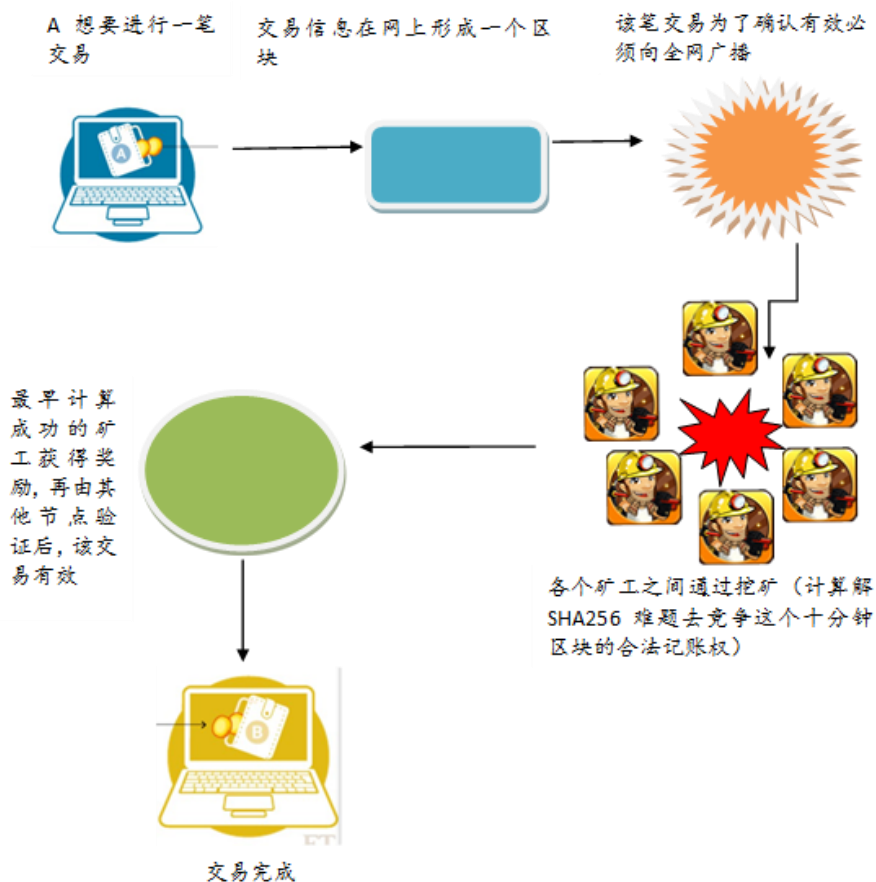 A 想要进行一笔
交易
交易信息在网上形成一个区
块
该笔交易为了确认有效必
须向全网广播
A
最早计算
成功的矿
工获得奖
励，再由其
他节点验
证后，该交
易有效
各个矿工之间通过挖矿（计算解
SHA256 难题去竞争这个十分钟
区块的合法记账权）
B
FT
交易完成